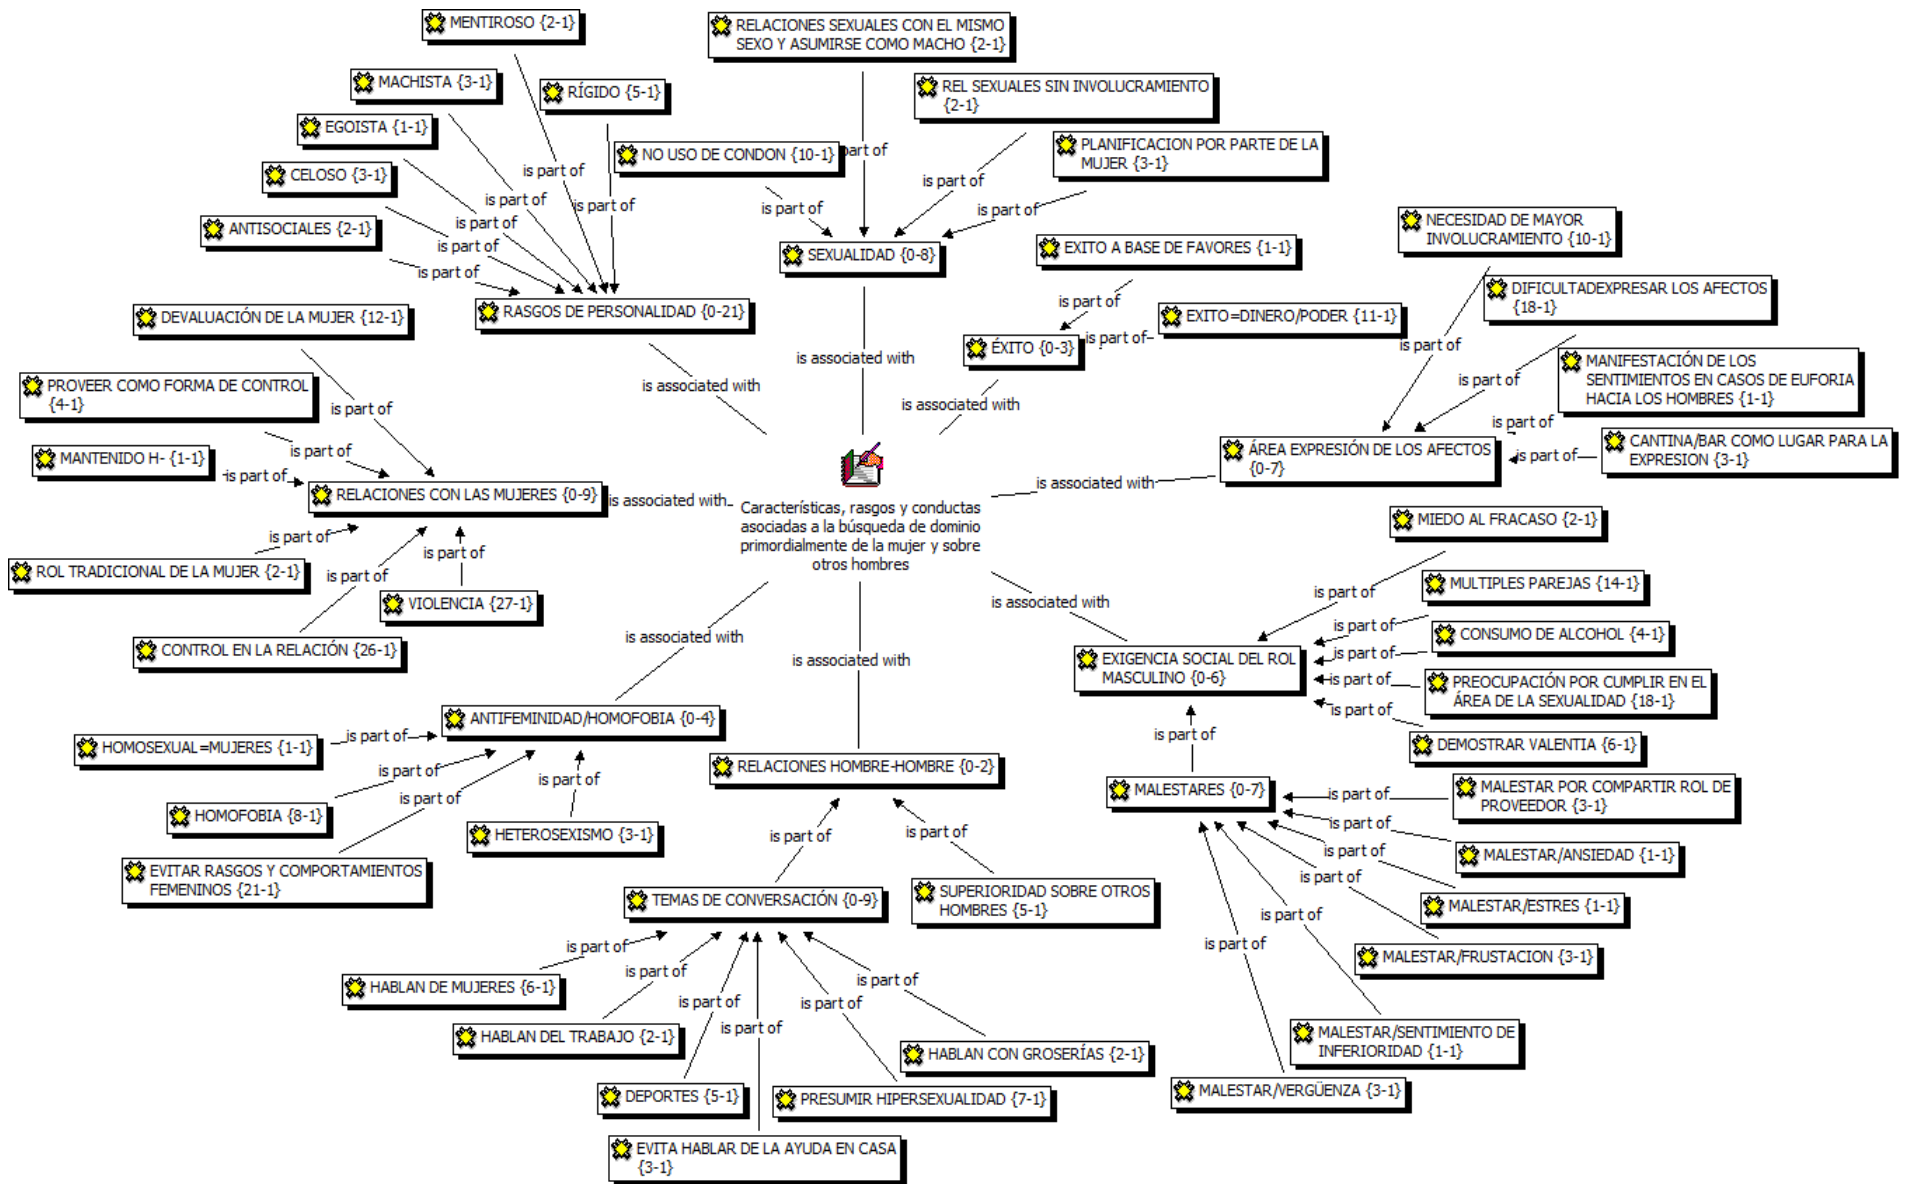 MENTIROSO {2-1}
RELACIONES SEXUALES CON EL MISMO
SEXO Y ASUMIRSE COMO MACHO {2-1}
MACHISTA {3-1}
RÍGIDO {5-1}
REL SEXUALES SIN INVOLUCRAMIENTO
{2-1}
EGOISTA {1-1}
NO USO DE CONDON {10-1}
part of
PLANIFICACION POR PARTE DE LA
MUJER {3-1}
CELOSO {3-1}
is part of
is part of
is part of
is part of
is part of
is part of
is part of
is part of
is part of
is part of
ANTISOCIALES {2-1}
NECESIDAD DE MAYOR
INVOLUCRAMIENTO {10-1}
SEXUALIDAD {0-8}
EXITO A BASE DE FAVORES {1-1}
DIFICULTADEXPRESAR LOS AFECTOS
{18-1}
RASGOS DE PERSONALIDAD {0-21}
is part of
DEVALUACIÓN DE LA MUJER {12-1}
EXITO=DINERO/PODER {11-1}
is part of
ÉXITO {0-3}
is part of
is associated with
MANIFESTACIÓN DE LOS
SENTIMIENTOS EN CASOS DE EUFORIA
HACIA LOS HOMBRES {1-1}
is part of
PROVEER COMO FORMA DE CONTROL
{4-1}
is associated with
is associated with
is part of
is part of
CANTINA/BAR COMO LUGAR PARA LA
EXPRESION {3-1}
is part of
ÁREA EXPRESIÓN DE LOS AFECTOS
{0-7}
is part of
MANTENIDO H- {1-1}
is part of
is associated with
RELACIONES CON LAS MUJERES {0-9}
is associated with
Características, rasgos y conductas
asociadas a la búsqueda de dominio
primordialmente de la mujer y sobre
otros hombres
MIEDO AL FRACASO {2-1}
is part of
is part of
ROL TRADICIONAL DE LA MUJER {2-1}
is part of
MULTIPLES PAREJAS {14-1}
is part of
is associated with
VIOLENCIA {27-1}
is part of
CONSUMO DE ALCOHOL {4-1}
is associated with
CONTROL EN LA RELACIÓN {26-1}
is part of
is associated with
EXIGENCIA SOCIAL DEL ROL
MASCULINO {0-6}
is part of
PREOCUPACIÓN POR CUMPLIR EN EL
ÁREA DE LA SEXUALIDAD {18-1}
is part of
ANTIFEMINIDAD/HOMOFOBIA {0-4}
is part of
is part of
HOMOSEXUAL=MUJERES {1-1}
DEMOSTRAR VALENTIA {6-1}
RELACIONES HOMBRE-HOMBRE {0-2}
is part of
is part of
MALESTARES {0-7}
is part of
MALESTAR POR COMPARTIR ROL DE
PROVEEDOR {3-1}
is part of
HOMOFOBIA {8-1}
HETEROSEXISMO {3-1}
is part of
is part of
is part of
is part of
MALESTAR/ANSIEDAD {1-1}
EVITAR RASGOS Y COMPORTAMIENTOS
FEMENINOS {21-1}
is part of
TEMAS DE CONVERSACIÓN {0-9}
SUPERIORIDAD SOBRE OTROS
HOMBRES {5-1}
MALESTAR/ESTRES {1-1}
is part of
is part of
is part of
MALESTAR/FRUSTACION {3-1}
is part of
is part of
HABLAN DE MUJERES {6-1}
is part of
is part of
is part of
HABLAN DEL TRABAJO {2-1}
MALESTAR/SENTIMIENTO DE
INFERIORIDAD {1-1}
HABLAN CON GROSERÍAS {2-1}
MALESTAR/VERGÜENZA {3-1}
DEPORTES {5-1}
PRESUMIR HIPERSEXUALIDAD {7-1}
EVITA HABLAR DE LA AYUDA EN CASA
{3-1}